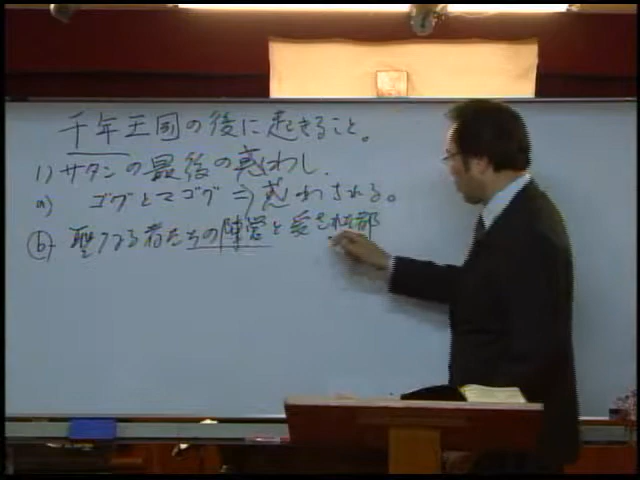 千年王国の後に起きること。
1) サタンの最後の惑わし.
a) ゴグとマゴグ⇒惑わされる。
b) 聖なる者たちの陣営と愛された都